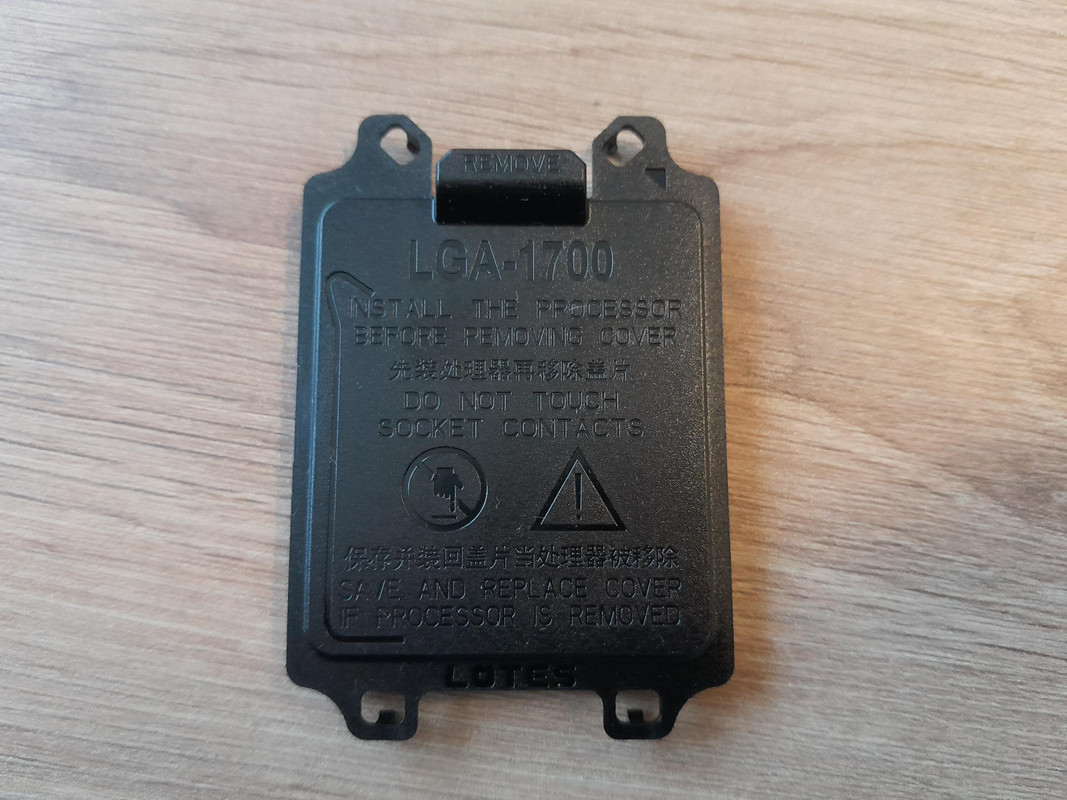 REMOVE
LGA-1700
INSTALL THE PROCESSOR
BEFORE REMOVING COVER
先装处理器再移除盖片
DO NOT TOUCH
SOCKET CONTACTS
保存并装回盖片当处理器被移除
SAVE AND REPLACE COVER
IF PROCESSOR IS REMOVED
LOTES